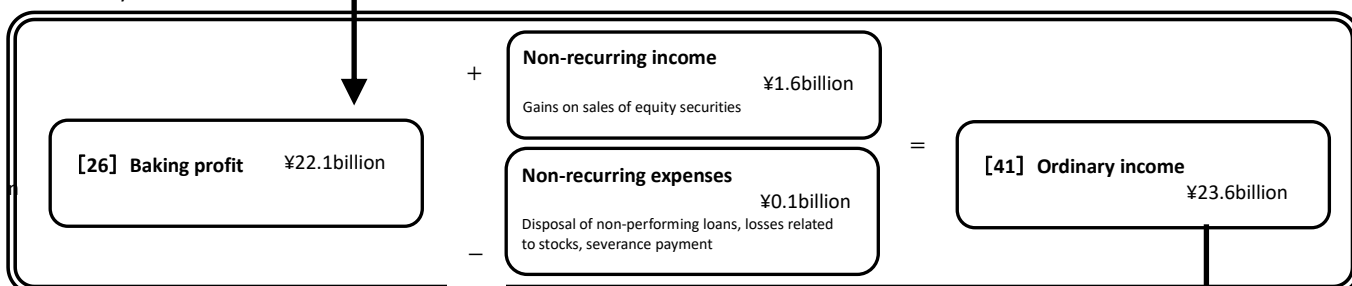 +
Non-recurring income
¥1.6billion
Gains on sales of equity securities
［26］ Baking profit ¥22.1billion
=
［41］ Ordinary income
¥23.6billion
Non-recurring expenses
¥0.1billion
Disposal of non-performing loans, losses related
to stocks, severance payment
−